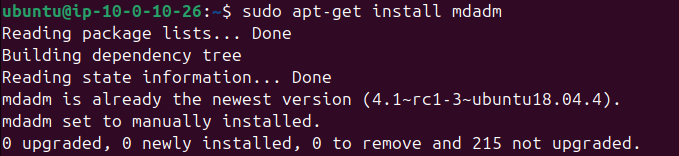 ubuntu@ip-10-0-10-26:~$ sudo apt-get install mdadm
Reading package lists... Done
Building dependency tree
Reading state information... Done
mdadm is already the newest version (4.1~rc1-3~ubuntu18.04.4).
mdadm set to manually installed.
0 upgraded, 0 newly installed, 0 to remove and 215 not upgraded.